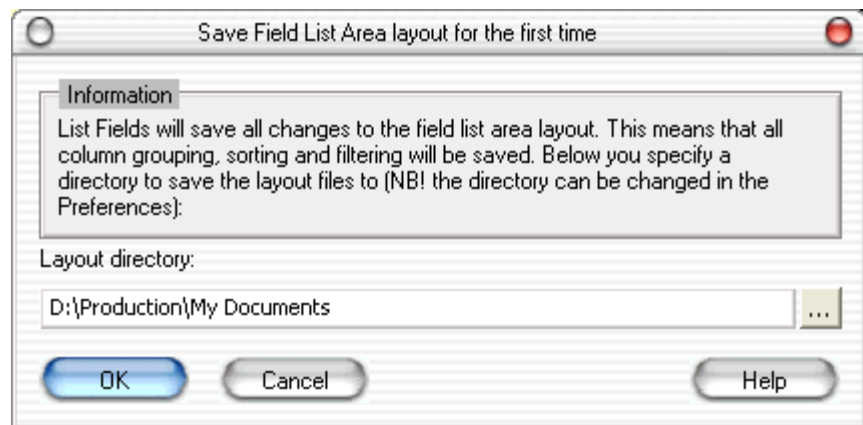 Save Field List Area layout for the first time
Information
List Fields will save all changes to the field list area layout. This means that all
column grouping, sorting and filtering will be saved. Below you specify a
directory to save the layout files to (NB! the directory can be changed in the
Preferences):
Layout directory:
D:\Production\My Documents
...
OK
Cancel
Help